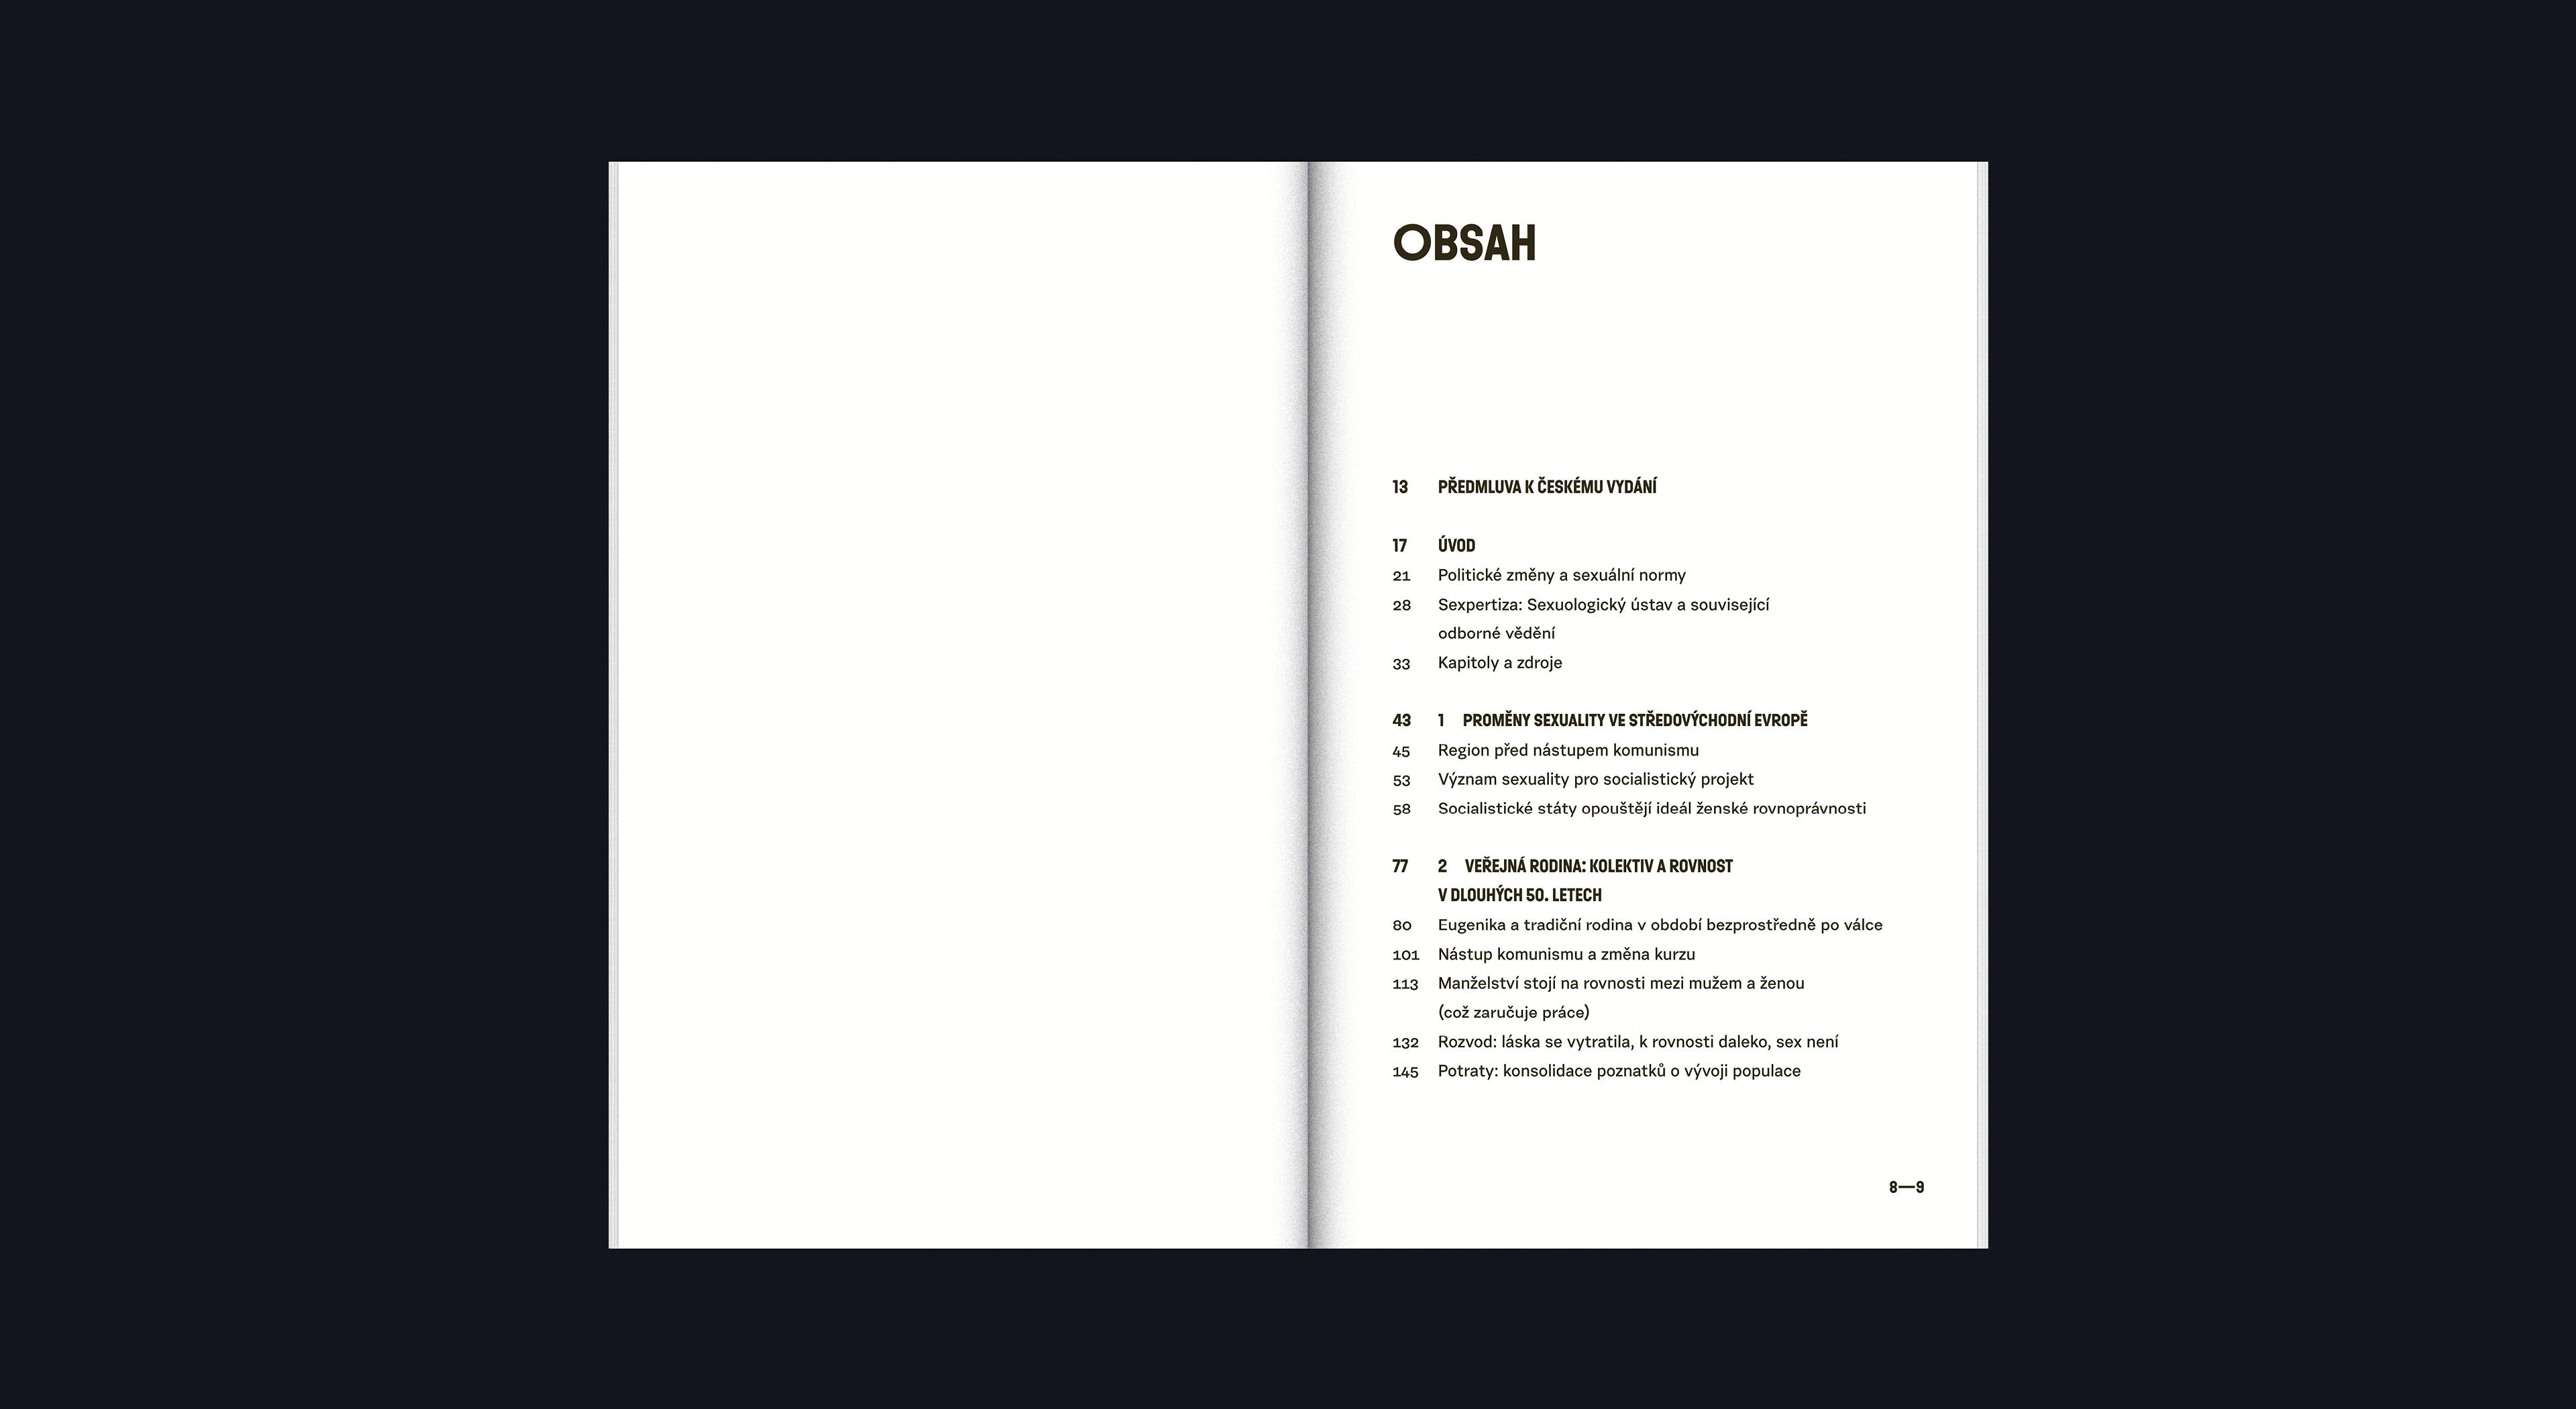 OBSAH
13 PŘEDMLUVA K ČESKÉMU VYDÁNÍ
17 ÚVOD
21 Politické změny a sexuální normy
28 Sexpertiza: Sexuologický ústav a související
odborné vědění
33 Kapitoly a zdroje
43 1 PROMĚNY SEXUALITY VE STŘEDOVÝCHODNÍ EVROPĚ
45 Region před nástupem komunismu
53 Význam sexuality pro socialistický projekt
58 Socialistické státy opouštějí ideál ženské rovnoprávnosti
77 2 VEŘEJNÁ RODINA: KOLEKTIV A ROVNOST
V DLOUHÝCH 50. LETECH
80 Eugenika a tradiční rodina v období bezprostředně po válce
101 Nástup komunismu a změna kurzu
113 Manželství stojí na rovnosti mezi mužem a ženou
(což zaručuje práce)
132 Rozvod: láska se vytratila, k rovnosti daleko, sex není
145 Potraty: konsolidace poznatků o vývoji populace
8—9